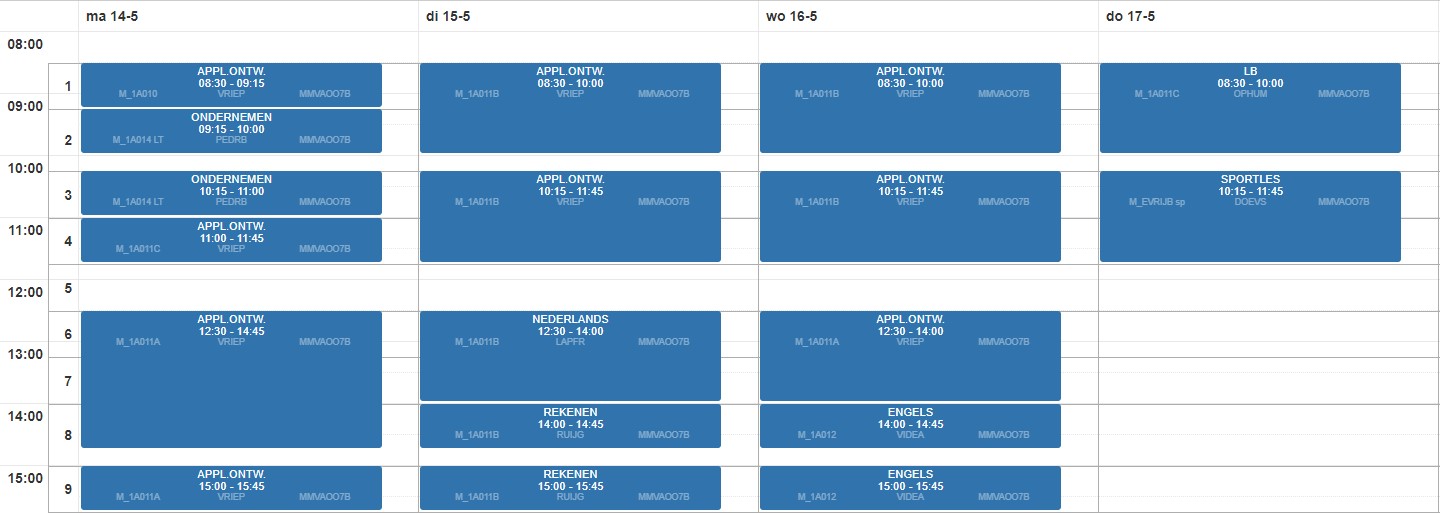 ma 14-5 di 15-5 wo 16-5 do 17-5
08:00
1
09:00
2
10:00
3
11:00
4
12:00
5
6
13:00
7
14:00
8
15:00
9
APPL.ONTW.
08:30 - 09:15
M_1A010 VRIEP MMVAOO7B
ONDERNEMEN
09:15 - 10:00
M_1A014 LT PEDRB MMVAOO7B
ONDERNEMEN
10:15 - 11:00
M_1A014 LT PEDRB MMVAOO7B
APPL.ONTW.
11:00 - 11:45
M_1A011C VRIEP MMVAOO7B
APPL.ONTW.
12:30 - 14:45
M_1A011A VRIEP MMVAOO7B
APPL.ONTW.
15:00 - 15:45
M_1A011A VRIEP MMVAOO7B
APPL.ONTW.
08:30 - 10:00
M_1A011B VRIEP MMVAOO7B
APPL.ONTW.
10:15 - 11:45
M_1A011B VRIEP MMVAOO7B
NEDERLANDS
12:30 - 14:00
M_1A011B LAPFR MMVAOO7B
REKENEN
14:00 - 14:45
M_1A011B RUIJG MMVAOO7B
REKENEN
15:00 - 15:45
M_1A011B RUIJG MMVAOO7B
APPL.ONTW.
08:30 - 10:00
M_1A011B VRIEP MMVAOO7B
APPL.ONTW.
10:15 - 11:45
M_1A011B VRIEP MMVAOO7B
APPL.ONTW.
12:30 - 14:00
M_1A011A VRIEP MMVAOO7B
ENGELS
14:00 - 14:45
M_1A012 VIDEA MMVAOO7B
ENGELS
15:00 - 15:45
M_1A012 VIDEA MMVAOO7B
LB
08:30 - 10:00
M_1A011C OPHUM MMVAOO7B
SPORTLES
10:15 - 11:45
M_EVRIJB sp DOEVS MMVAOO7B